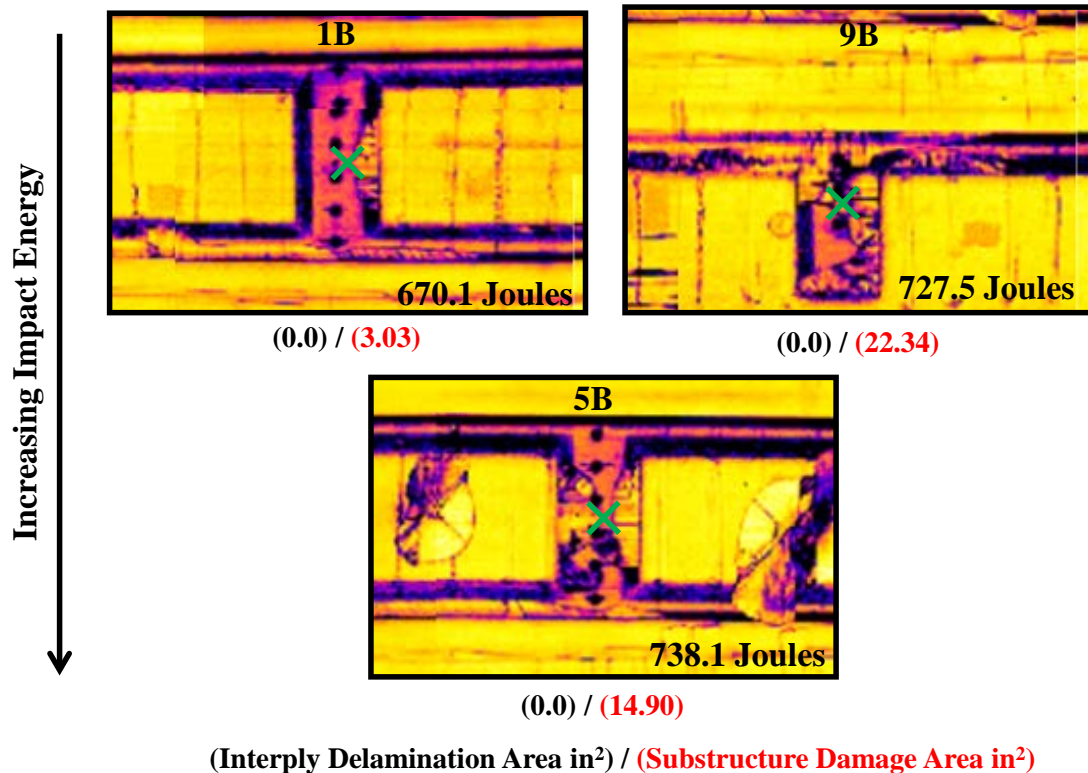 Increasing Impact Energy
1B
670.1 Joules
(0.0) / (3.03)
9B
727.5 Joules
(0.0) / (22.34)
5B
738.1 Joules
(0.0) / (14.90)
(Interply Delamination Area in²) / (Substructure Damage Area in²)